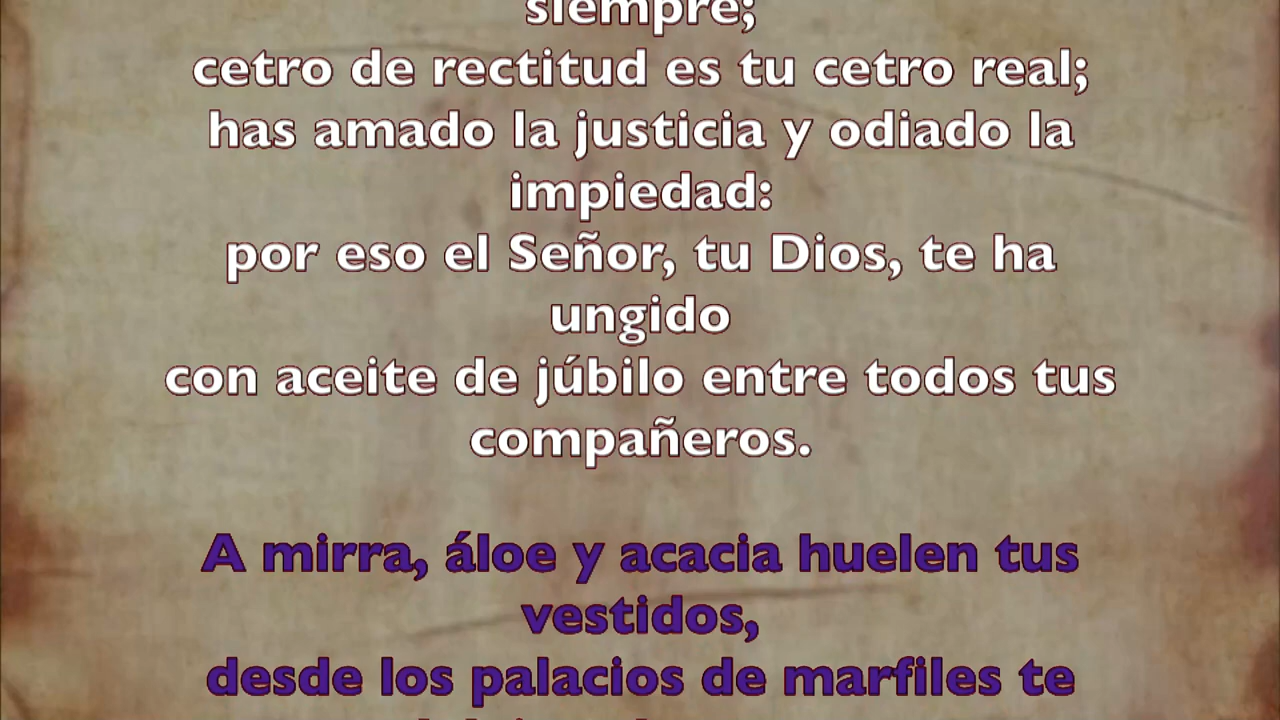 siempre;
cetro de rectitud es tu cetro real;
has amado la justicia y odiado la
impiedad:
por eso el Señor, tu Dios, te ha
ungido
con aceite de júbilo entre todos tus
compañeros.
A mirra, áloe y acacia huelen tus
vestidos,
desde los palacios de marfiles te